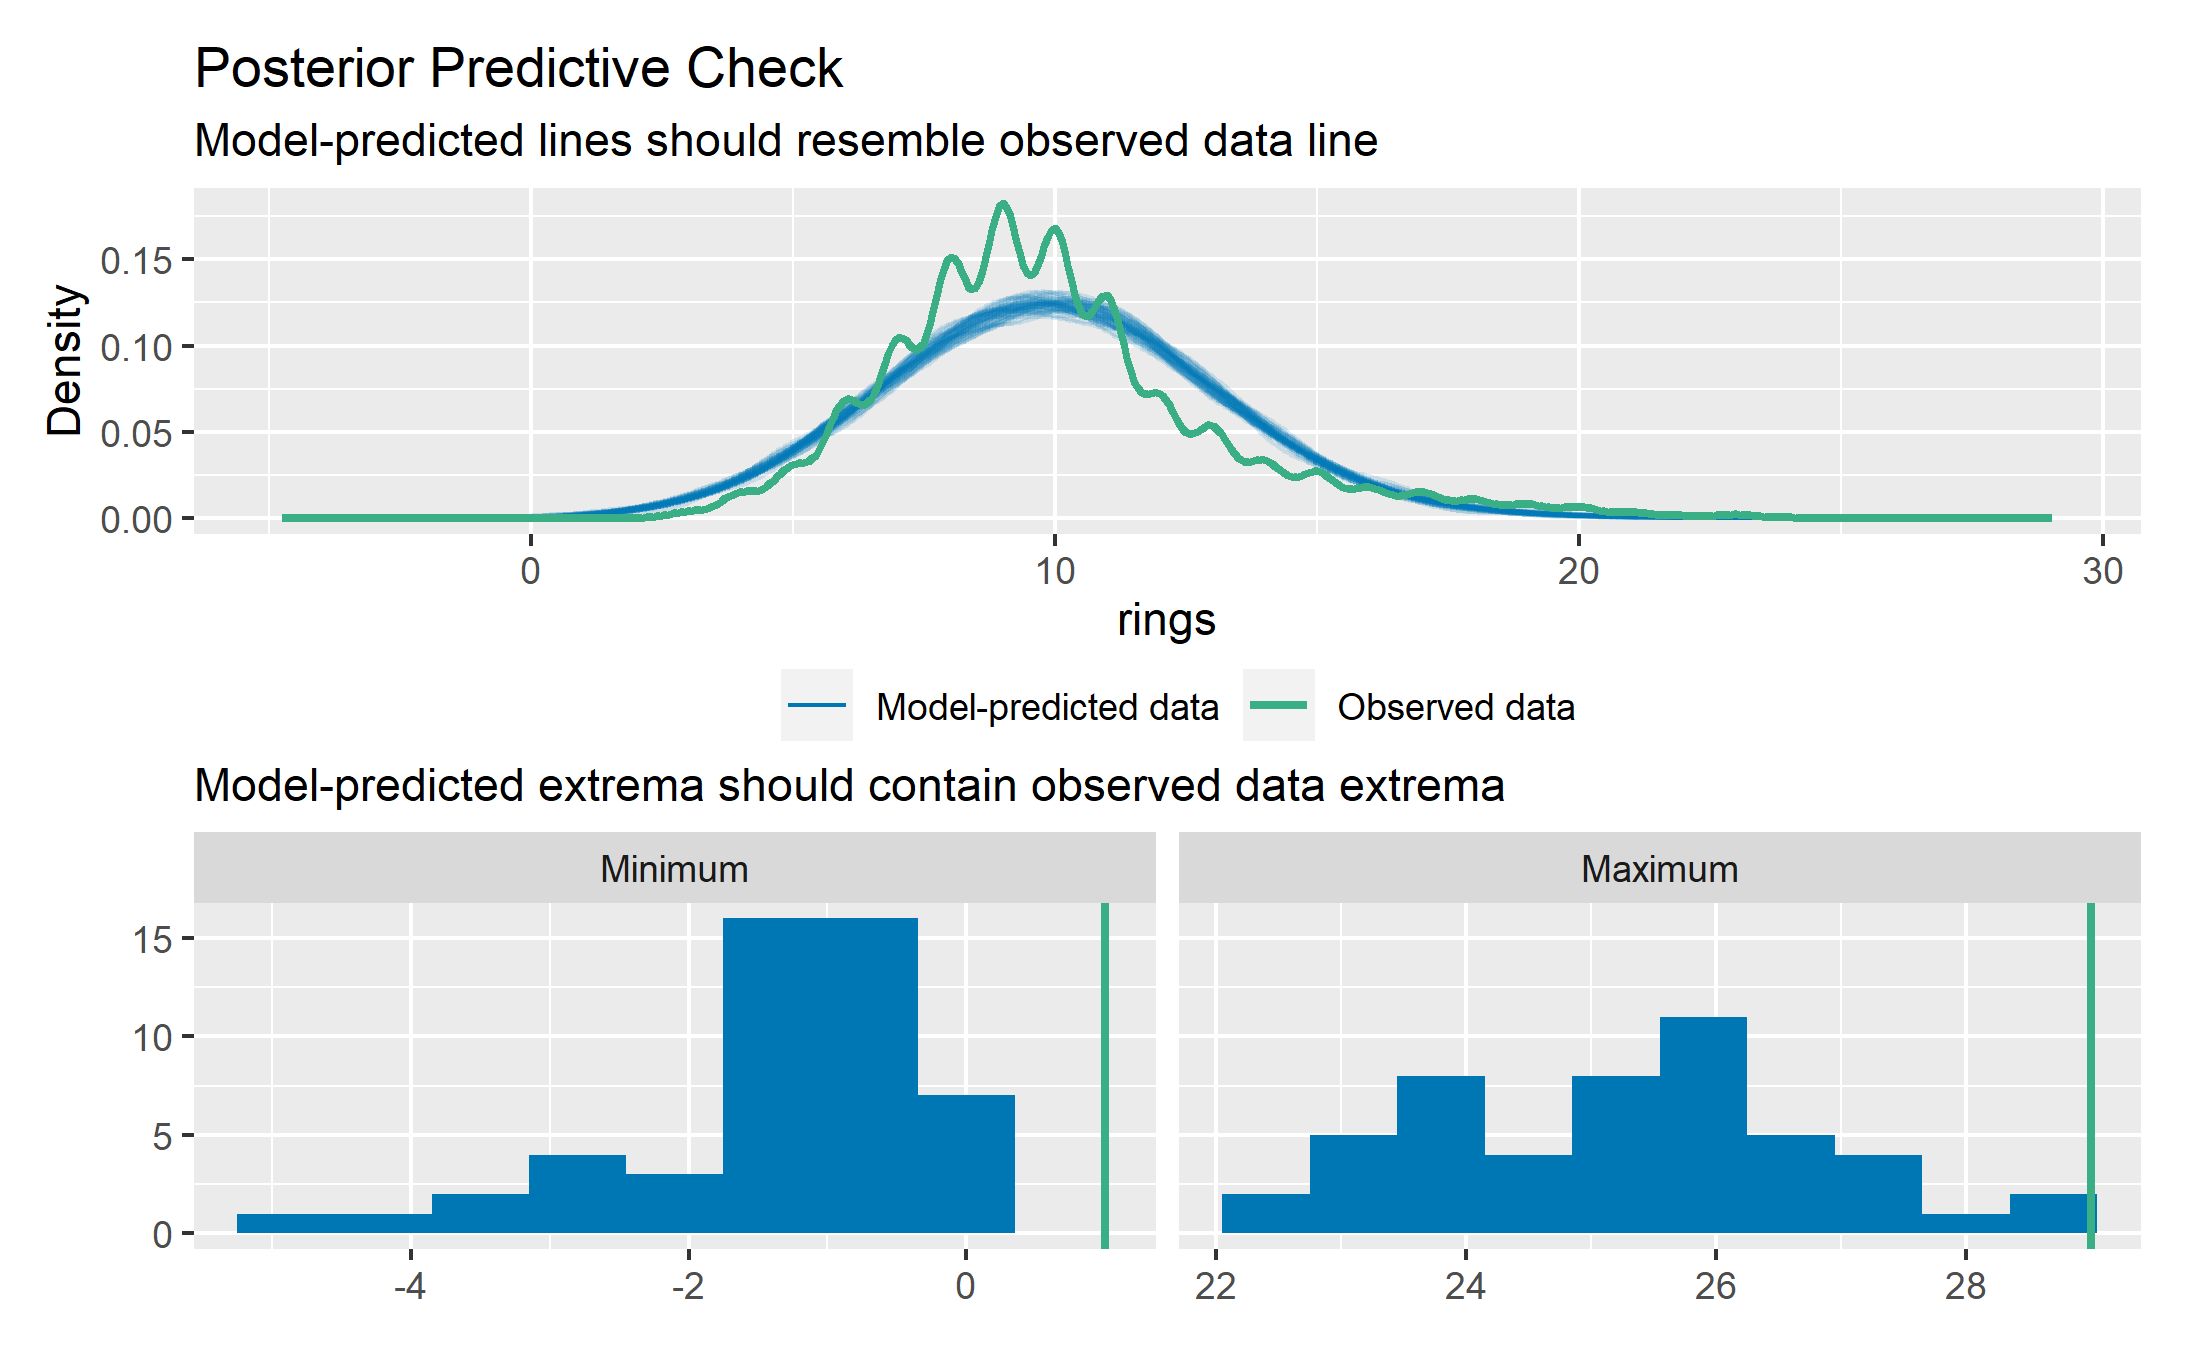 Posterior Predictive Check
Model-predicted lines should resemble observed data line
Density
0.15
0.10
0.05
0.00
0 10 20 30
rings
Model-predicted data Observed data
Model-predicted extrema should contain observed data extrema
Minimum Maximum
15
10
5
0
-4 -2 0 22 24 26 28